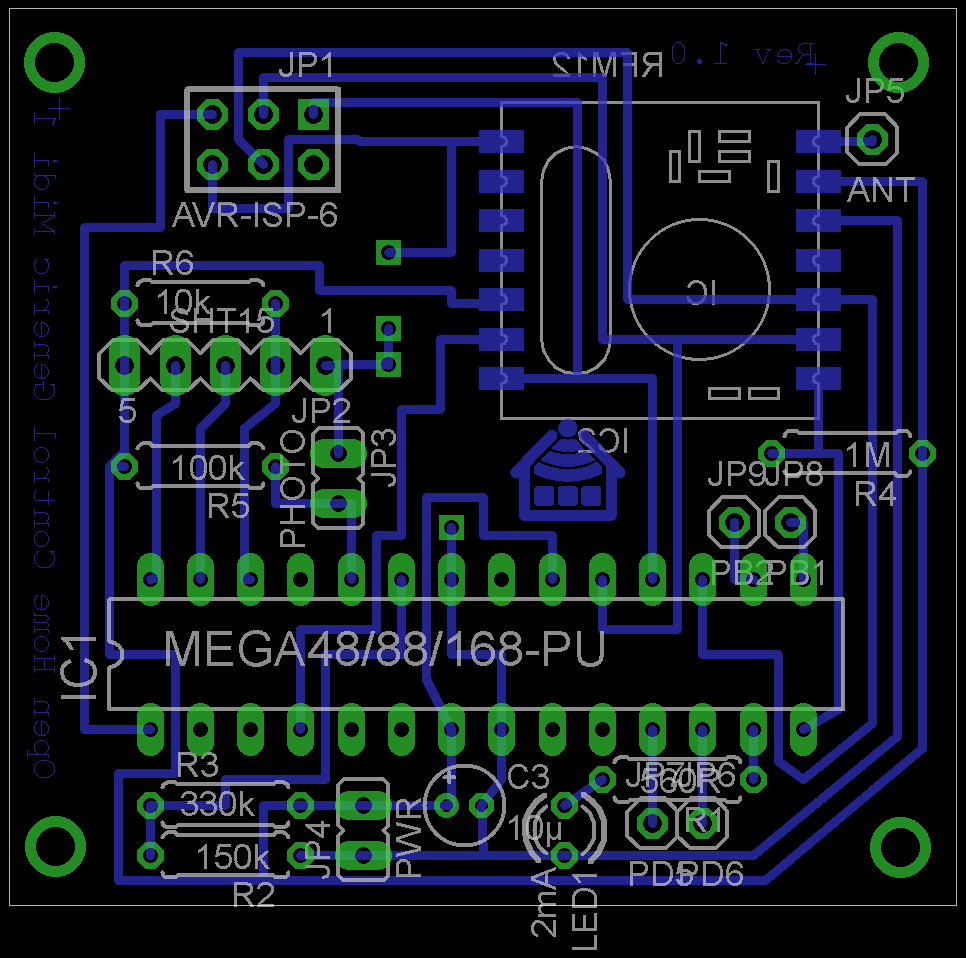 Rev 1.0
RFM12
JP1
JP5
ANT
AVR-ISP-6
R6
10k
SHT15
1
5
JP2
IC
IC2
100k
R5
PHOTO
JP3
1M
R4
JP9
JP8
PB2
PB1
MEGA48/88/168-PU
IC1
Open Home Control Generic Midi 1
R3
330k
150k
R2
JP4
PWR
+
C3
10µ
2mA
LED1
JP7
JP6
560R
R1
PD5
PD6